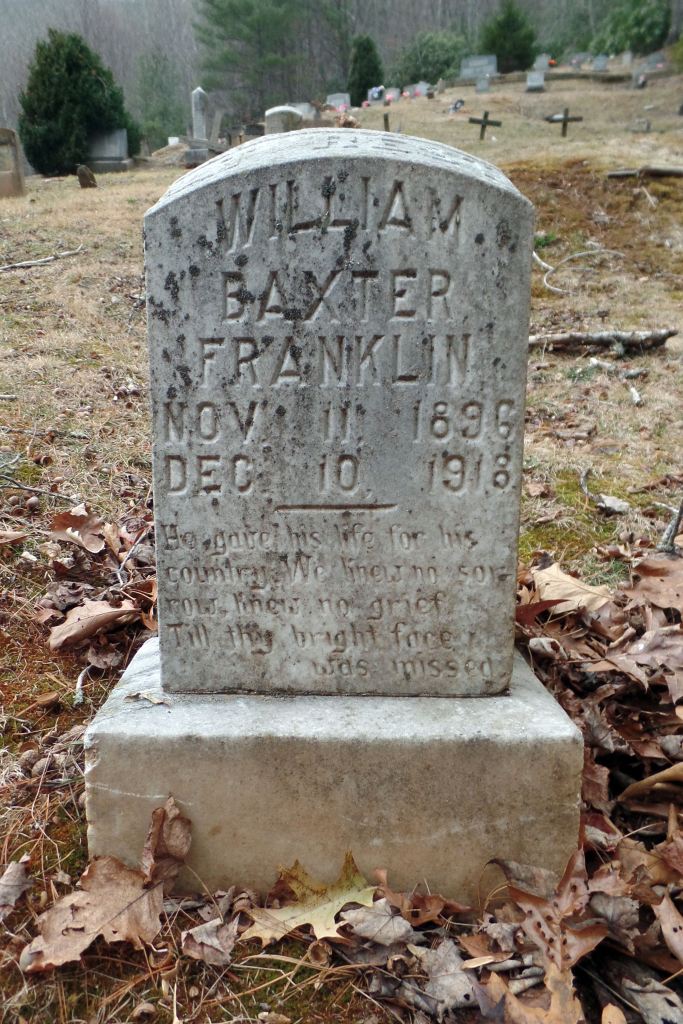 WILLIAM
BAXTER
FRANKLIN
NOV. 11. 1896
DEC. 10. 1918.
He gave his life for his
country. We knew no sor-
row, knew no grief.
Till thy bright face
was missed.